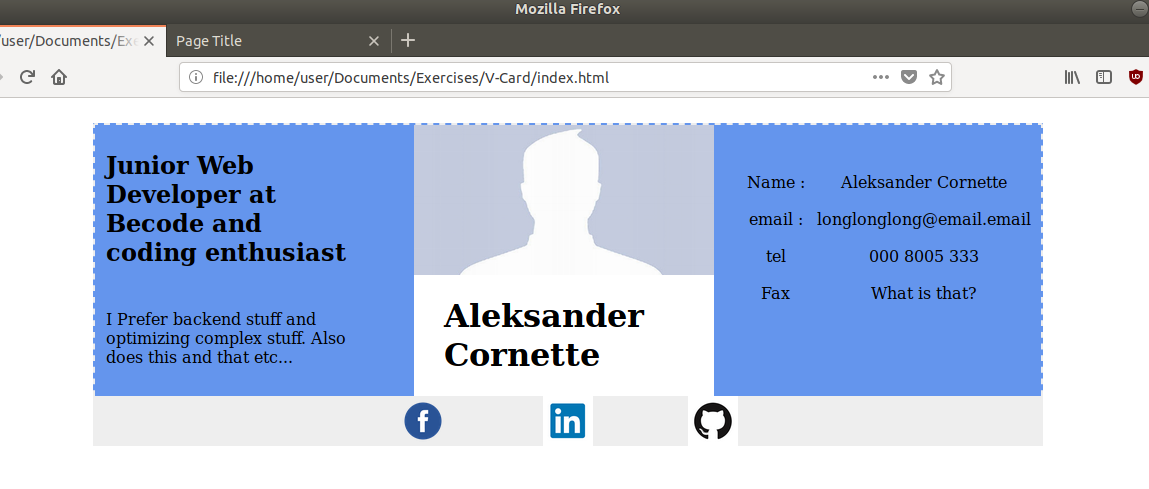 Mozilla Firefox
/user/Documents/Exe
Page Title
file:///home/user/Documents/Exercises/V-Card/index.html
Junior Web
Developer at
Becode and
coding enthusiast
I Prefer backend stuff and
optimizing complex stuff. Also
does this and that etc...
Aleksander
Cornette
Name : Aleksander Cornette
email : longlonglong@email.email
tel 000 8005 333
Fax What is that?
f
in